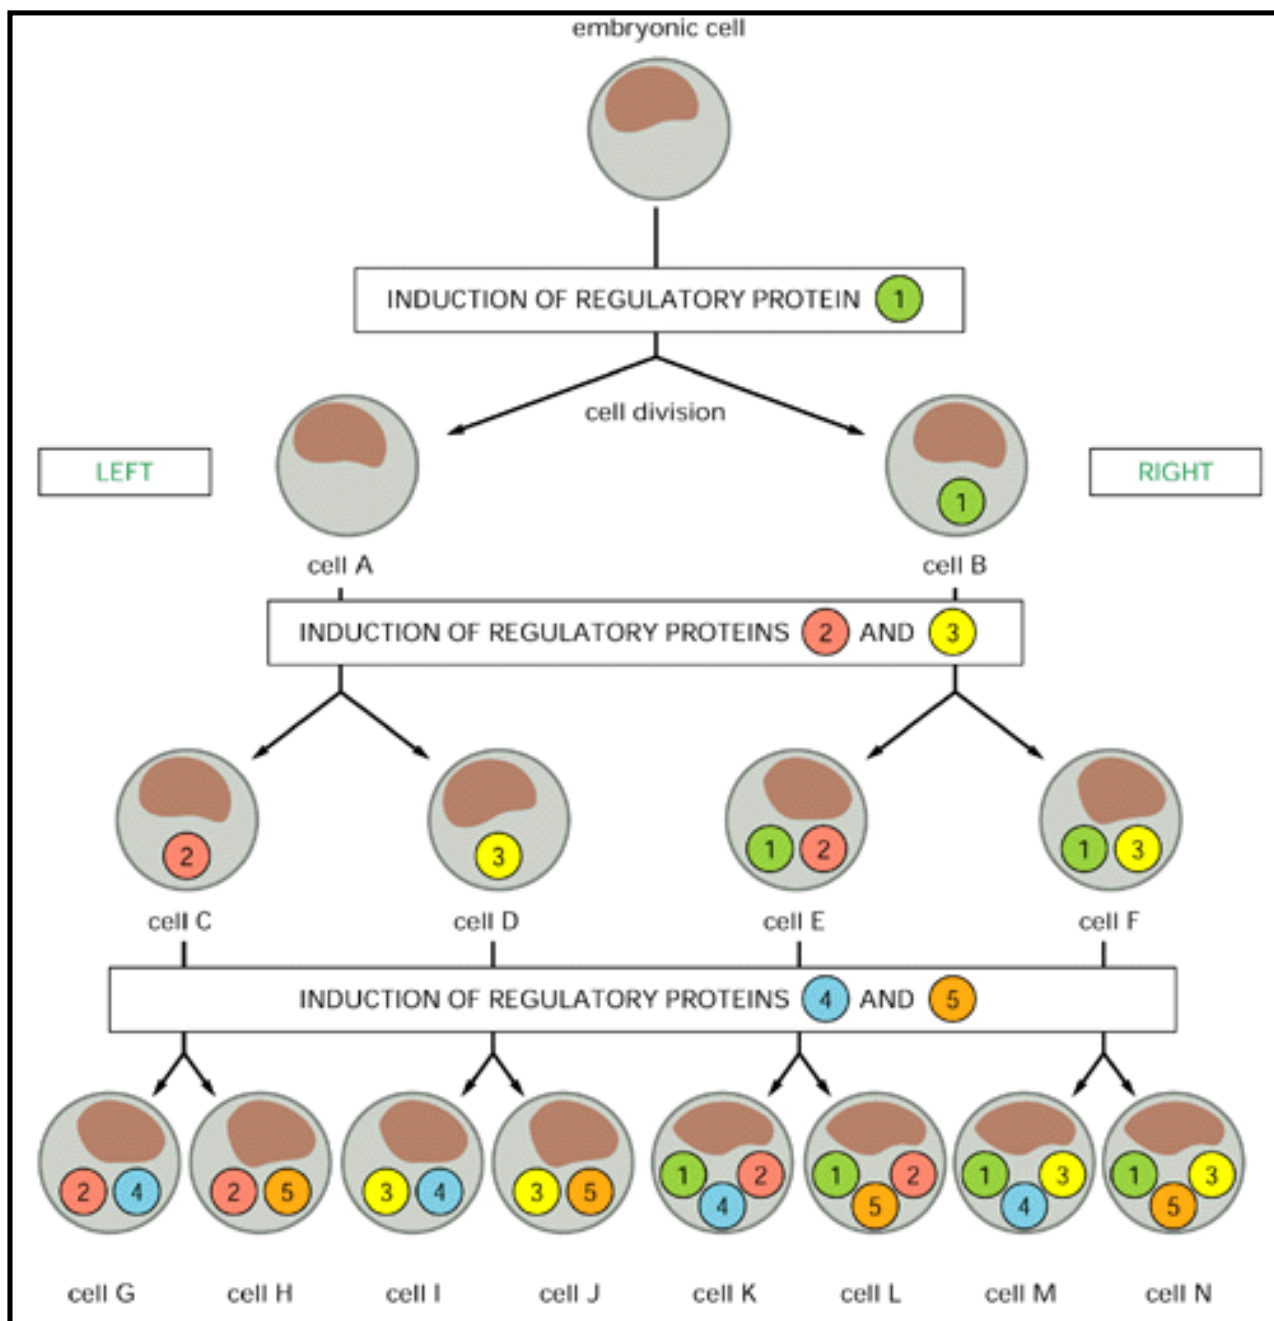 embryonic cell
INDUCTION OF REGULATORY PROTEIN 1
cell division
LEFT
RIGHT
1
cell A
cell B
INDUCTION OF REGULATORY PROTEINS 2 AND 3
2
3
1 2
1 3
cell C
cell D
cell E
cell F
INDUCTION OF REGULATORY PROTEINS 4 AND 5
2 4
2 5
3 4
3 5
1 2
4
1 2
5
1 3
4
1 3
5
cell G
cell H
cell I
cell J
cell K
cell L
cell M
cell N